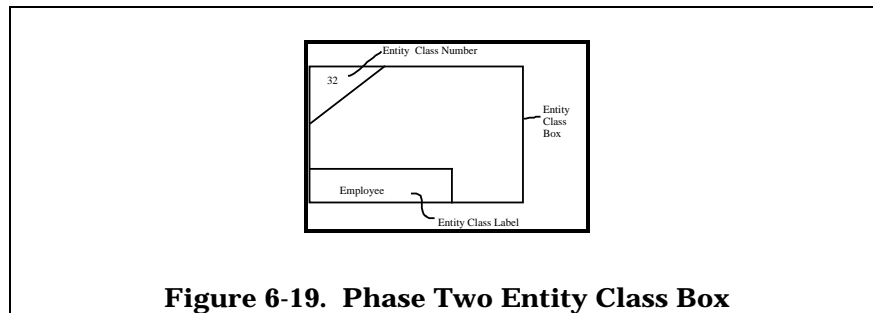 Entity Class Number
32
Entity
Class
Box
Employee
Entity Class Label
Figure 6-19. Phase Two Entity Class Box